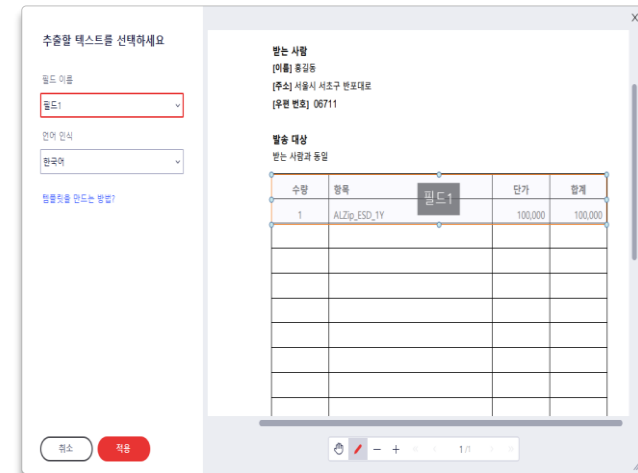 X
추출할 텍스트를 선택하세요
필드 이름
필드1
언어 인식
한국어
템플릿을 만드는 방법?
취소
적용
받는 사람
[이름] 홍길동
[주소] 서울시 서초구 반포대로
[우편 번호] 06711
발송 대상
받는 사람과 동일
수량 항목 단가 합계
필드1
1 ALZip_ESD_1Y 100,000 100,000
1 /1